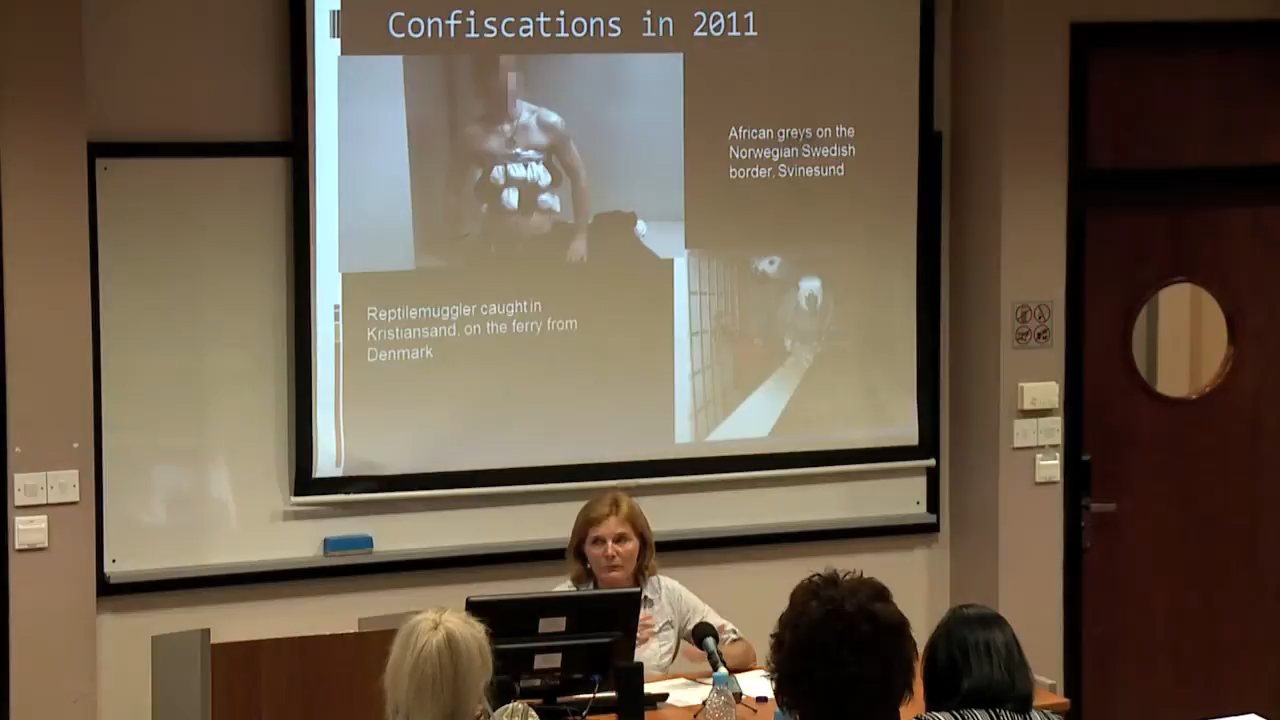 Confiscations in 2011
African greys on the
Norwegian Swedish
border, Svinesund
Reptilemuggler caught in
Kristiansand. on the ferry from
Denmark